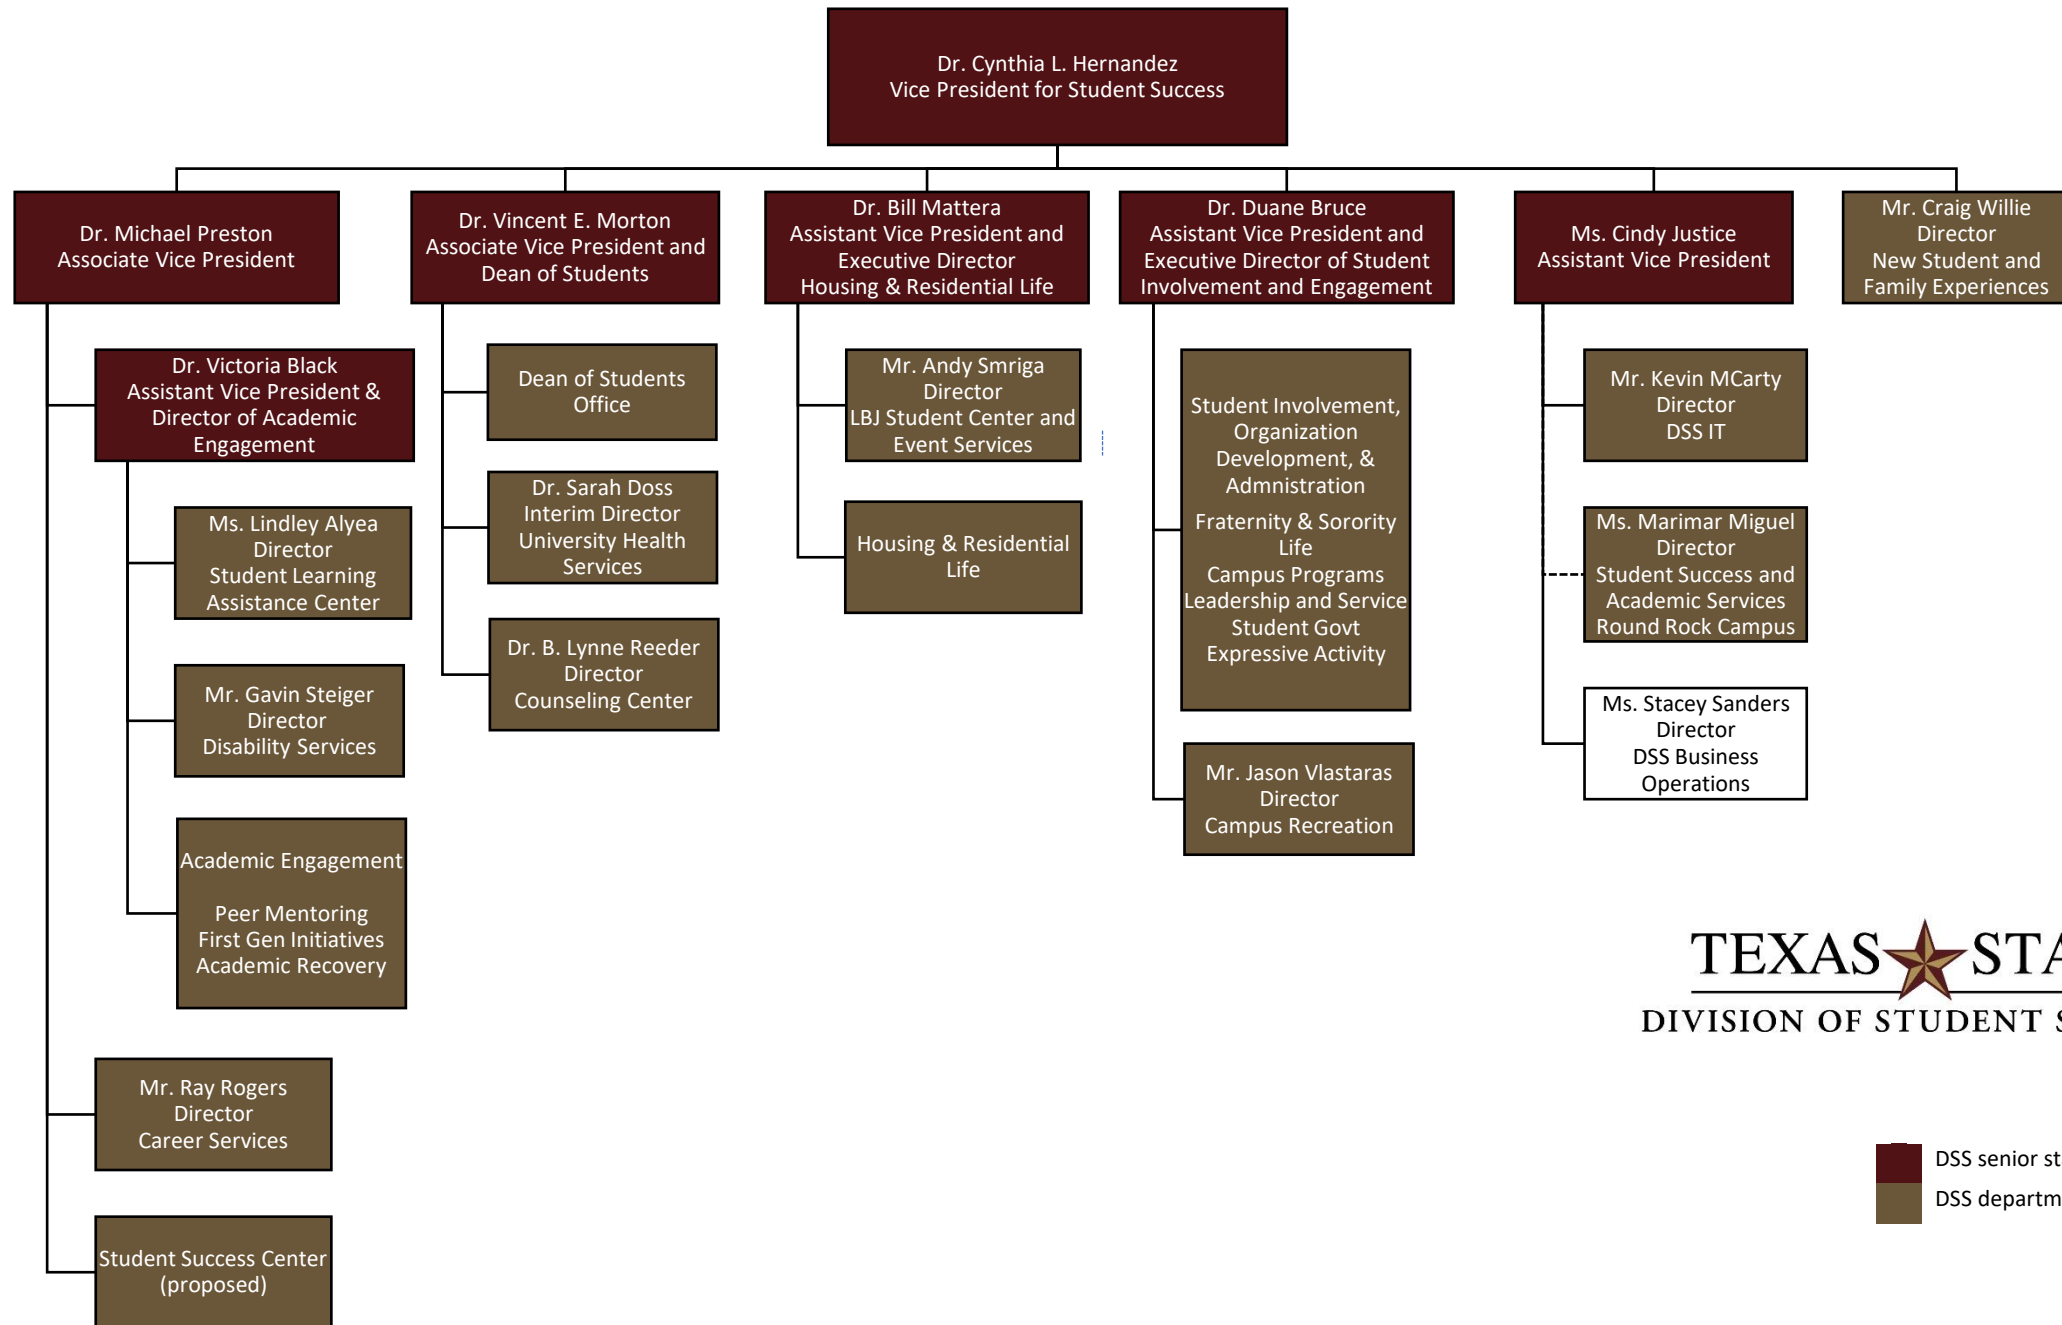 Dr. Cynthia L. Hernandez
Vice President for Student Success
Dr. Michael Preston
Associate Vice President
Dr. Vincent E. Morton
Associate Vice President and
Dean of Students
Dr. Bill Mattera
Assistant Vice President and
Executive Director
Housing & Residential Life
Dr. Duane Bruce
Assistant Vice President and
Executive Director of Student
Involvement and Engagement
Ms. Cindy Justice
Assistant Vice President
Mr. Craig Willie
Director
New Student and
Family Experiences
Dr. Victoria Black
Assistant Vice President &
Director of Academic
Engagement
Ms. Lindley Alyea
Director
Student Learning
Assistance Center
Mr. Gavin Steiger
Director
Disability Services
Academic Engagement
Peer Mentoring
First Gen Initiatives
Academic Recovery
Mr. Ray Rogers
Director
Career Services
Student Success Center
(proposed)
Dean of Students
Office
Dr. Sarah Doss
Interim Director
University Health
Services
Dr. B. Lynne Reeder
Director
Counseling Center
Mr. Andy Smriga
Director
LBJ Student Center and
Event Services
Housing & Residential
Life
Student Involvement,
Organization
Development, &
Admnistration
Fraternity & Sorority
Life
Campus Programs
Leadership and Service
Student Govt
Expressive Activity
Mr. Jason Vlastaras
Director
Campus Recreation
Mr. Kevin MCarty
Director
DSS IT
Ms. Marimar Miguel
Director
Student Success and
Academic Services
Round Rock Campus
Ms. Stacey Sanders
Director
DSS Business
Operations
TEXAS STA
DIVISION OF STUDENT S
DSS senior st
DSS departm